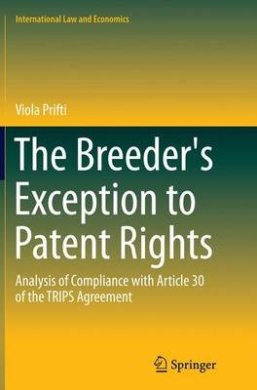 International Law and Economics
Viola Prifti
The Breeder's
Exception to
Patent Rights
Analysis of Compliance with Article 30
of the TRIPS Agreement
Springer